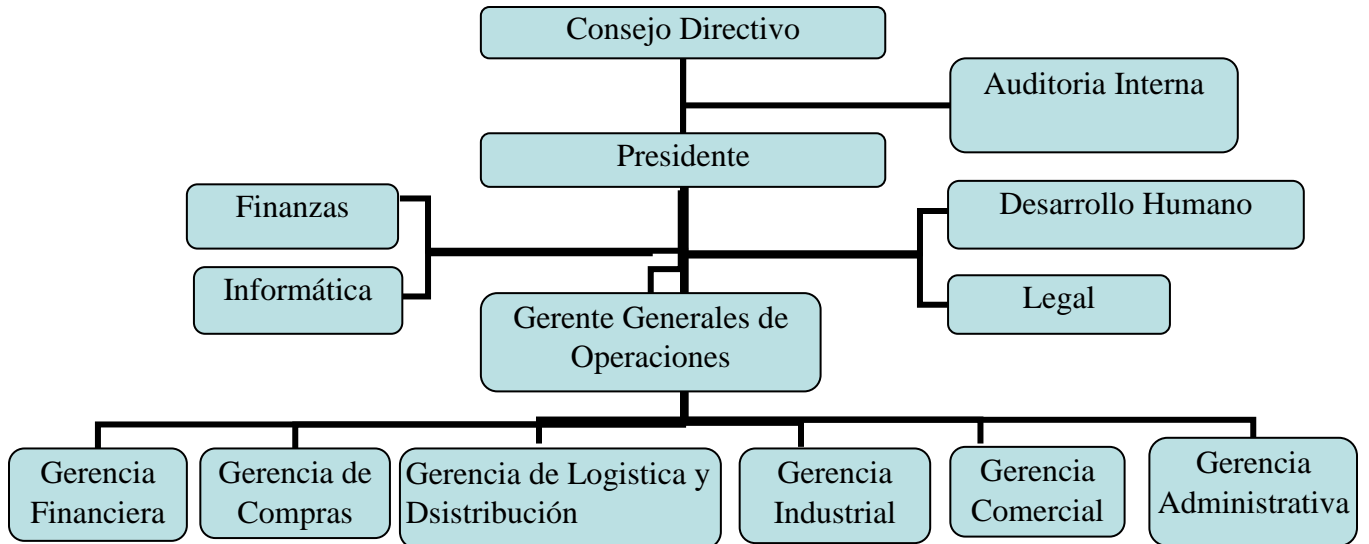 Consejo Directivo
Auditoria Interna
Presidente
Finanzas
Desarrollo Humano
Informática
Legal
Gerente Generales de
Operaciones
Gerencia
Financiera
Gerencia de
Compras
Gerencia de Logistica y
Dsistribución
Gerencia
Industrial
Gerencia
Comercial
Gerencia
Administrativa